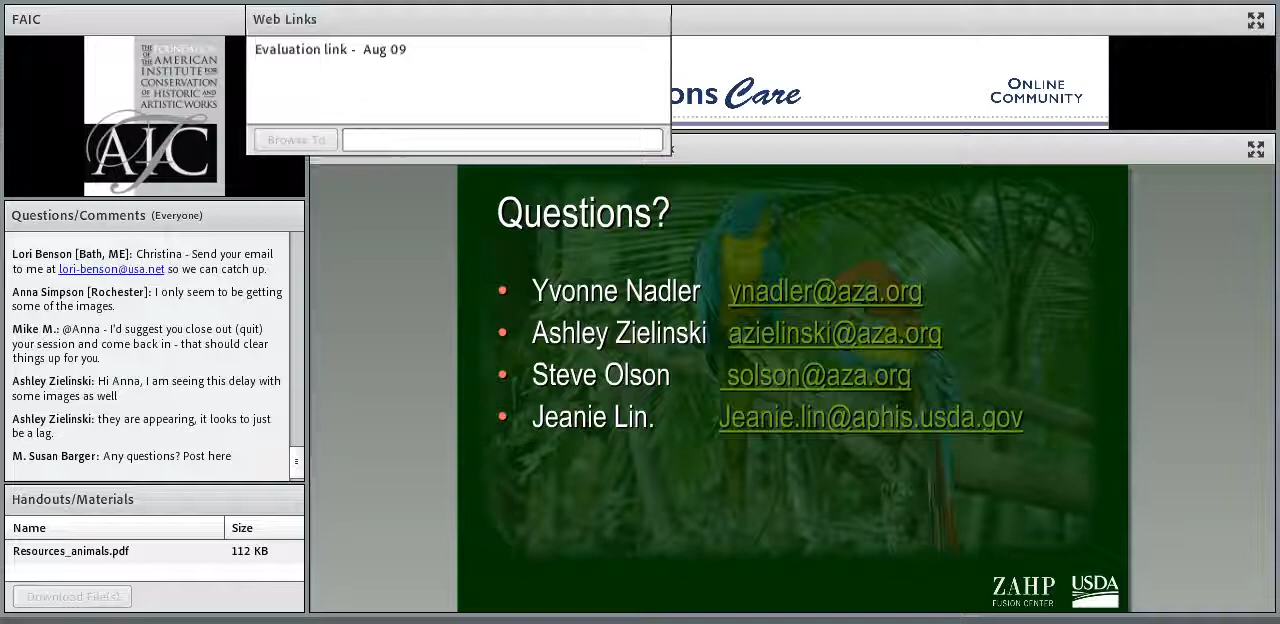 FAIC
Web Links
Evaluation link - Aug 09
Browse To
THE FOUNDATION
OF THE AMERICAN
INSTITUTE FOR
CONSERVATION
OF HISTORIC AND
ARTISTIC WORKS
AIC
ons Care
ONLINE
COMMUNITY
Questions/Comments (Everyone)
Lori Benson [Bath, ME]: Christina - Send your email
to me at lori-benson@usa.net so we can catch up.
Anna Simpson [Rochester]: I only seem to be getting
some of the images.
Mike M.: @Anna - I'd suggest you close out (quit)
your session and come back in - that should clear
things up for you.
Ashley Zielinski: Hi Anna, I am seeing this delay with
some images as well
Ashley Zielinski: they are appearing, it looks to just
be a lag.
M. Susan Barger: Any questions? Post here
Handouts/Materials
Name Size
Resources_animals.pdf 112 KB
Download File(s)
Questions?
• Yvonne Nadler ynadler@aza.org
• Ashley Zielinski azielinski@aza.org
• Steve Olson solson@aza.org
• Jeanie Lin. Jeanie.lin@aphis.usda.gov
ZAHP
FUSION CENTER
USDA